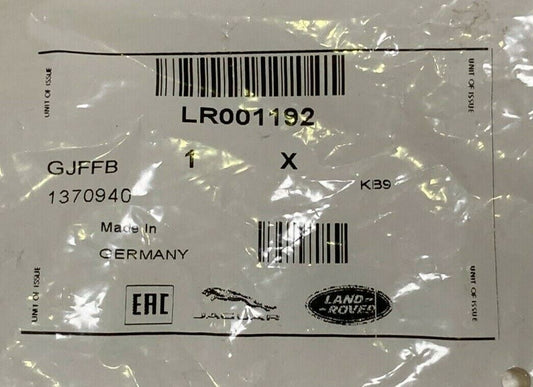 UNIT OF ISSUE
UNIT OF ISSUE
LR001192
1 X
GJFFB
KB9
1370940
Made In
GERMANY
UNIT OF ISSUE
UNIT OF ISSUE
EAC
JAGUAR
LAND-
-ROVER